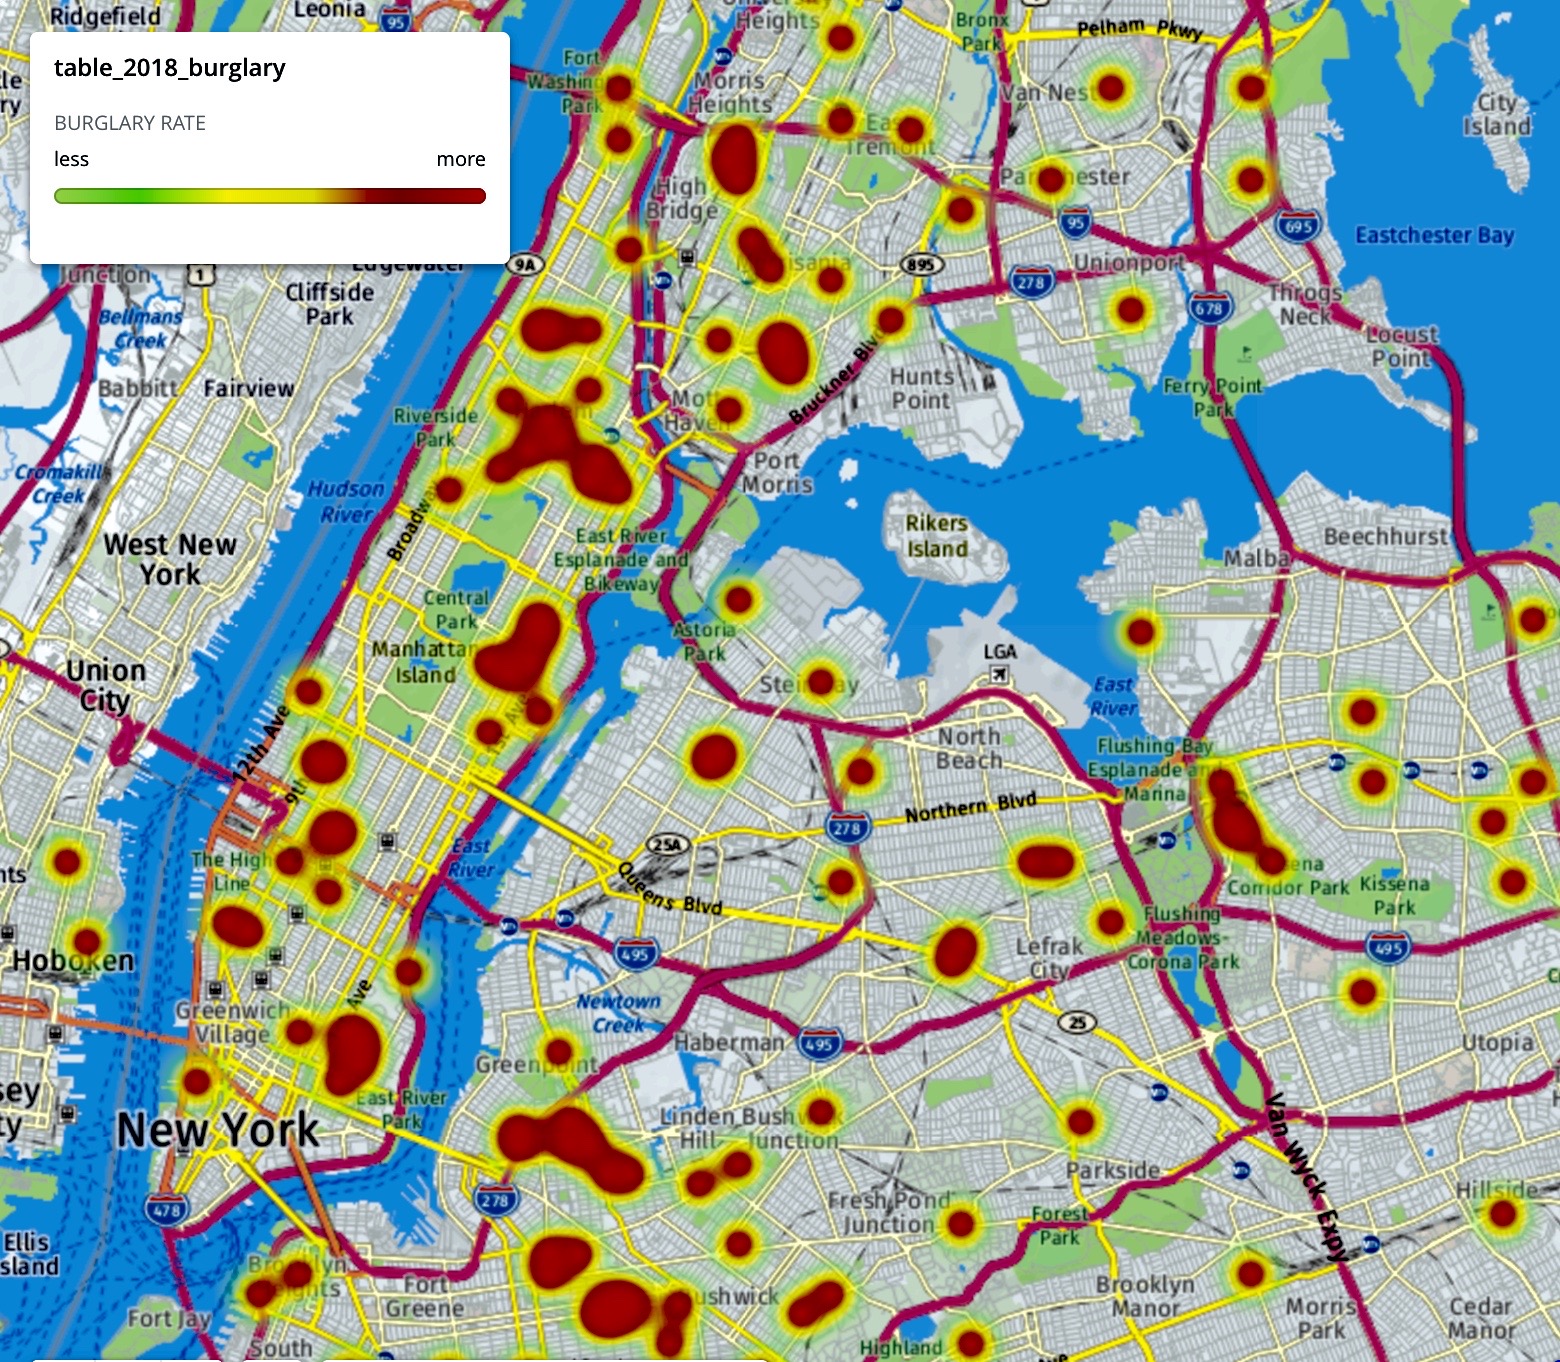 Ridgefield
Leonia
95
Heights
Bronx
Park
Pelham Pkwy
table_2018_burglary
BURGLARY RATE
less
more
Fort
Park
Morris
Heights
Van Nest
City
Island
High
Bridge
95
695
Eastchester Bay
Junction
1
Edgewater
9A
895
Unionport
278
678
Throgs
Neck
Cliffside
Park
Bellmans
Creek
Locust
Point
Babbitt
Fairview
Bruckner Blvd
Hunts
Point
Ferry Point
Park
Riverside
Park
Mott
Haven
Cromakill
Creek
Hudson
River
Port
Morris
Broadway
Rikers
Island
West New
York
East River
Esplanade and
Bikeway
Malba
Beechhurst
Central
Park
Astoria
Park
Manhattan
Island
LGA
Union
City
East
River
12th Ave
North
Beach
Flushing Bay
Esplanade and
Marina
9th
Northern Blvd
278
25A
East
River
The High
Line
Queens Blvd
Corridor Park
Kissena
Park
Flushing
Meadows-
Corona Park
495
495
Lefrak
City
Hoboken
Ave
Greenwich
Village
Newtown
Creek
25
Haberman
495
Utopia
Greenpoint
East River
Park
New York
Linden
Hill
Bushwick
Junction
Van Wyck Expy
Parkside
478
278
Fresh Pond
Junction
Forest
Park
Hillside
Ellis
Island
Fort
Greene
Bushwick
Brooklyn
Manor
Fort Jay
Morris
Park
Cedar
Manor
South
Highland
Ave